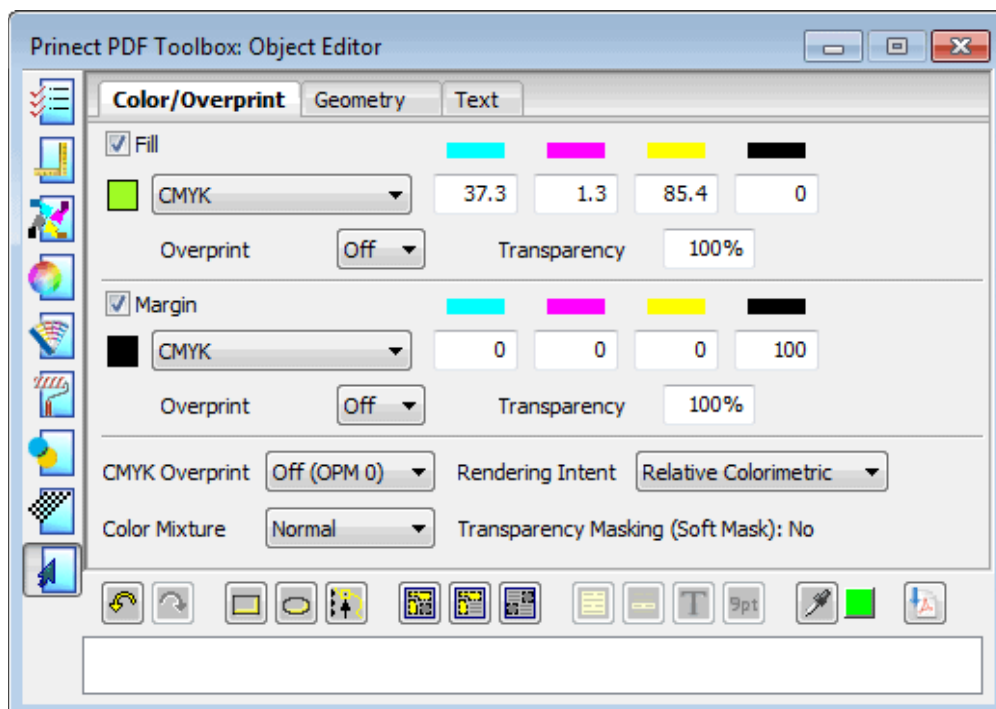 Prinect PDF Toolbox: Object Editor
Color/Overprint Geometry Text
Fill
CMYK 37.3 1.3 85.4 0
Overprint Off Transparency 100%
Margin
CMYK 0 0 0 100
Overprint Off Transparency 100%
CMYK Overprint Off (OPM 0) Rendering Intent Relative Colorimetric
Color Mixture Normal Transparency Masking (Soft Mask): No
T 9pt